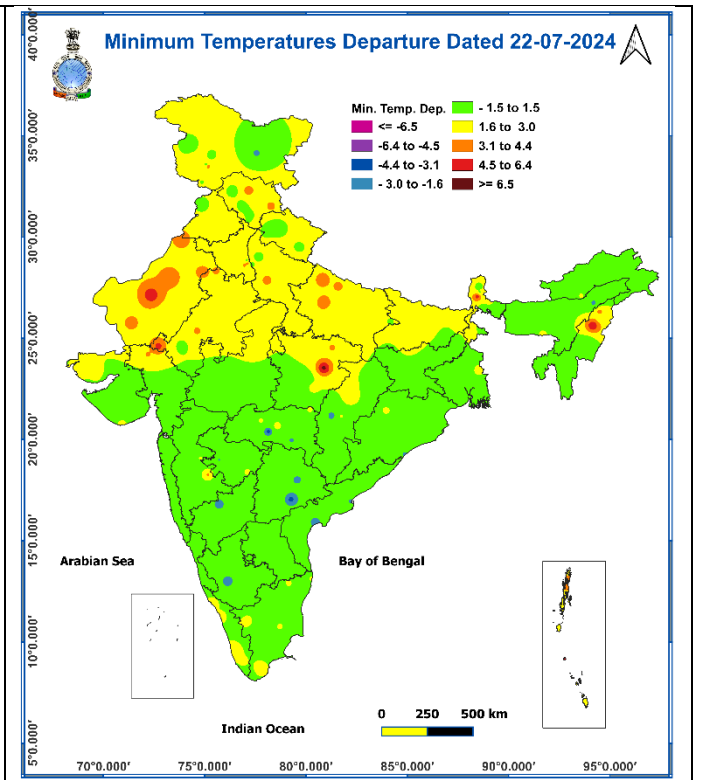 Minimum Temperatures Departure Dated 22-07-2024
Min. Temp. Dep.
<= -6.5
-6.4 to -4.5
-4.4 to -3.1
- 3.0 to -1.6
- 1.5 to 1.5
1.6 to 3.0
3.1 to 4.4
4.5 to 6.4
>= 6.5
40°0.000'
35°0.000'
30°0.000'
25°0.000'
20°0.000'
15°0.000'
10°0.000'
5°0.000'
Arabian Sea
Bay of Bengal
Indian Ocean
0 250 500 km
70°0.000' 75°0.000' 80°0.000' 85°0.000' 90°0.000' 95°0.000'